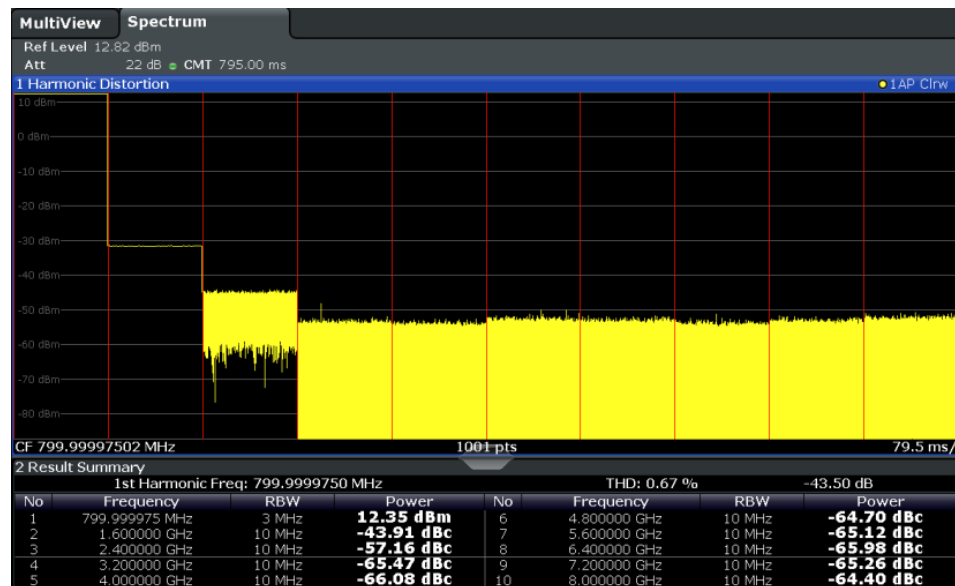 MultiView Spectrum
Ref Level 12.82 dBm
Att 22 dB CMT 795.00 ms
1 Harmonic Distortion 1AP Clrw
10 dBm
0 dBm
-10 dBm
-20 dBm
-30 dBm
-40 dBm
-50 dBm
-60 dBm
-70 dBm
-80 dBm
CF 799.99997502 MHz 1001 pts 79.5 ms/
2 Result Summary
1st Harmonic Freq: 799.9999750 MHz THD: 0.67 % -43.50 dB
No Frequency RBW Power No Frequency RBW Power
1 799.999975 MHz 3 MHz 12.35 dBm 6 4.800000 GHz 10 MHz -64.70 dBc
2 1.600000 GHz 10 MHz -43.91 dBc 7 5.600000 GHz 10 MHz -65.12 dBc
3 2.400000 GHz 10 MHz -57.16 dBc 8 6.400000 GHz 10 MHz -65.98 dBc
4 3.200000 GHz 10 MHz -65.47 dBc 9 7.200000 GHz 10 MHz -65.26 dBc
5 4.000000 GHz 10 MHz -66.08 dBc 10 8.000000 GHz 10 MHz -64.40 dBc